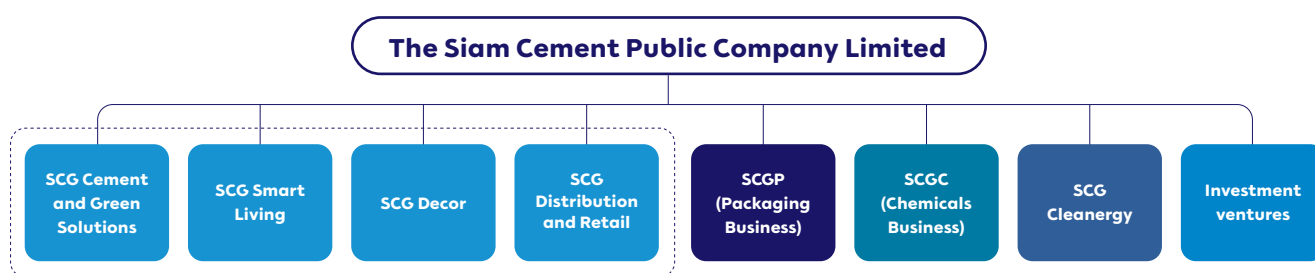 The Siam Cement Public Company Limited
SCG Cement
and Green
Solutions
SCG Smart
Living
SCG Decor
SCG
Distribution
and Retail
SCGP
(Packaging
Business)
SCGC
(Chemicals
Business)
SCG
Cleanergy
Investment
ventures